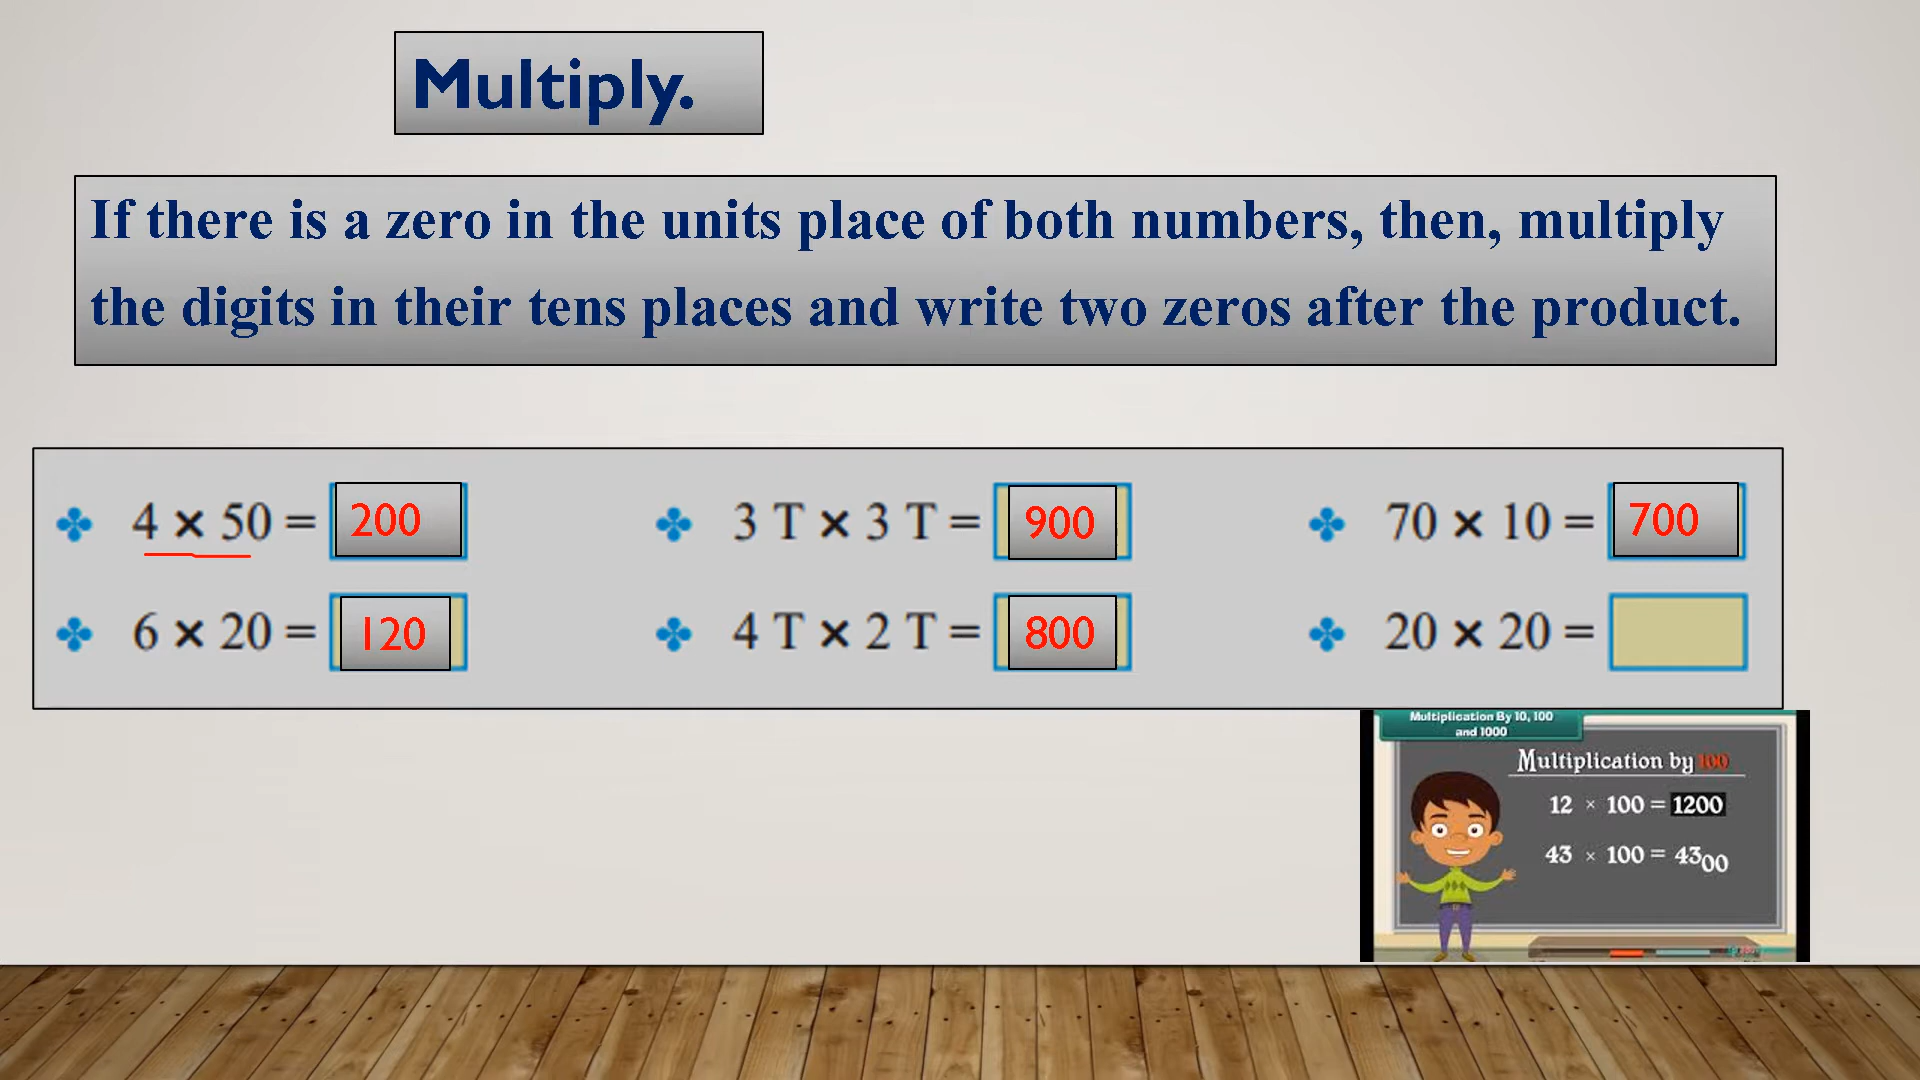 Multiply.
If there is a zero in the units place of both numbers, then, multiply
the digits in their tens places and write two zeros after the product.
4 × 50 = 200
3 T × 3 T = 900
70 × 10 = 700
6 × 20 = 120
4 T × 2 T = 800
20 × 20 =
Multiplication By 10, 100
and 1000
Multiplication by 100
12 × 100 = 1200
43 × 100 = 4300